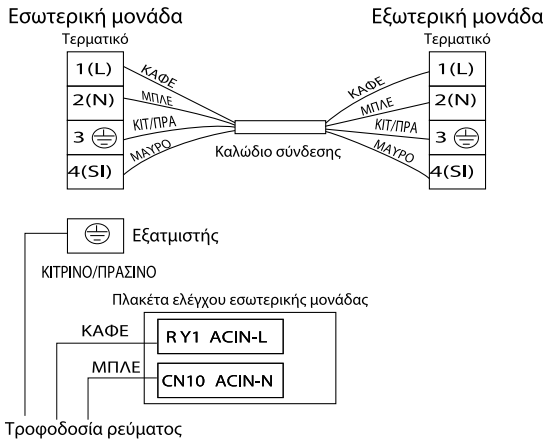 Εσωτερική μονάδα
Τερματικό
1(L)
2(N)
3
4(SI)
ΚΑΦΕ
ΜΠΛΕ
ΚΙΤ/ΠΡΑ
ΜΑΥΡΟ
Καλώδιο σύνδεσης
Εξωτερική μονάδα
Τερματικό
ΚΑΦΕ
ΜΠΛΕ
ΚΙΤ/ΠΡΑ
ΜΑΥΡΟ
1(L)
2(N)
3
4(SI)
Εξατμιστής
ΚΙΤΡΙΝΟ/ΠΡΑΣΙΝΟ
Πλακέτα ελέγχου εσωτερικής μονάδας
ΚΑΦΕ
RY1 ACIN-L
ΜΠΛΕ
CN10 ACIN-N
Τροφοδοσία ρεύματος